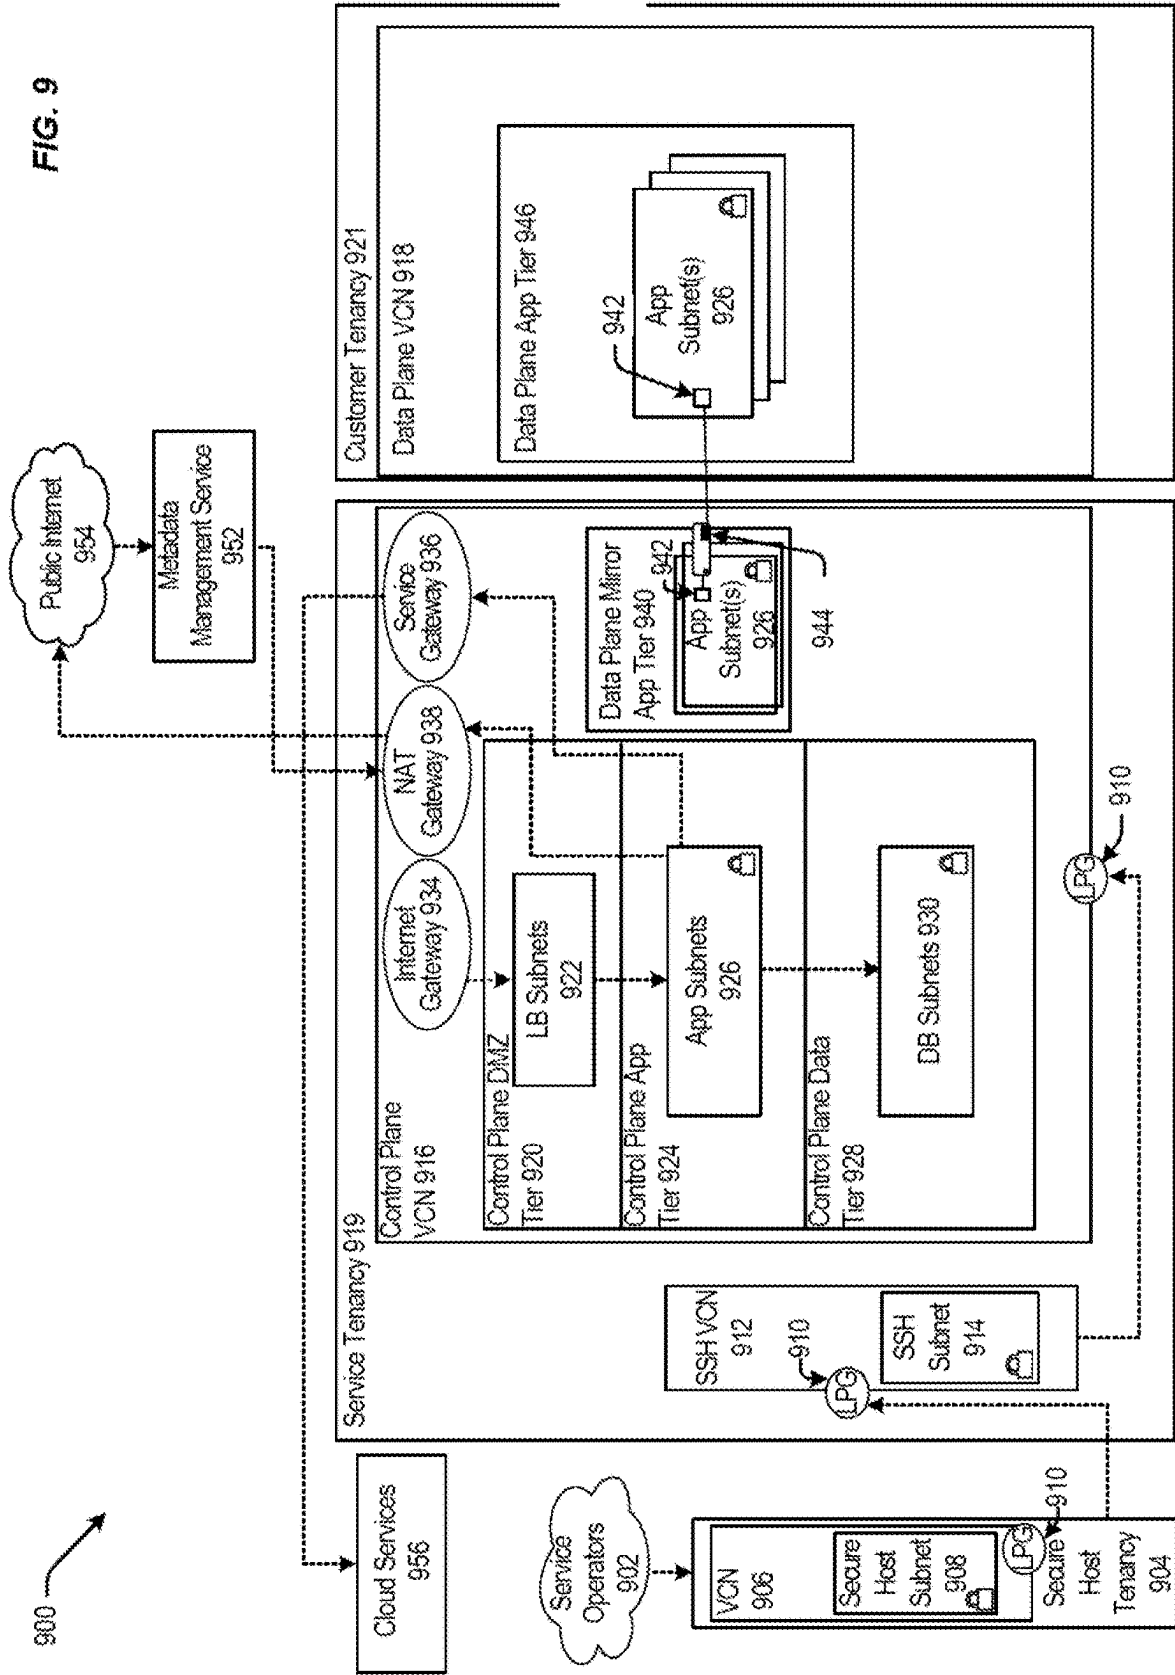 FIG. 9
900
Public Internet
954
Metadata
Management Service
952
Cloud Services
956
Service
Operators
902
VCN
906
Secure
Host
Subnet
908
LPG
910
Secure
Host
Tenancy
904
Service Tenancy 919
SSH VCN
912
910
LPG
SSH
Subnet
914
Control Plane
VCN 916
Internet
Gateway 934
NAT
Gateway 938
Service
Gateway 936
Control Plane DMZ
Tier 920
LB Subnets
922
Control Plane App
Tier 924
App Subnets
926
Control Plane Data
Tier 928
DB Subnets 930
LPG
910
Data Plane Mirror
App Tier 940
942
App
Subnet(s)
926
944
Customer Tenancy 921
Data Plane VCN 918
Data Plane App Tier 946
942
App
Subnet(s)
926